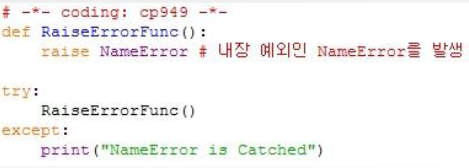 # -*- coding: cp949 -*-
def RaiseErrorFunc():
    raise NameError # 내장 예외인 NameError를 발생

try:
    RaiseErrorFunc()
except:
    print("NameError is Catched")